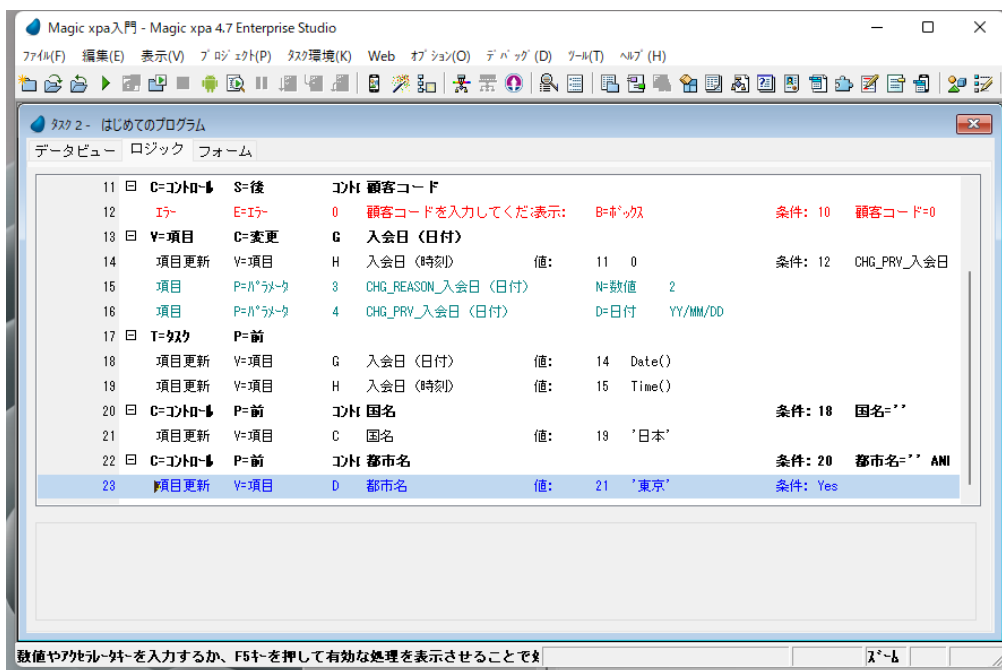 Magic xpa入門 - Magic xpa 4.7 Enterprise Studio
ﾌｧｲﾙ(F) 編集(E) 表示(V) ﾌﾟﾛｼﾞｪｸﾄ(P) ﾀｽｸ環境(K) Web ｵﾌﾟｼｮﾝ(O) ﾃﾞﾊﾞｯｸﾞ(D) ﾂｰﾙ(T) ﾍﾙﾌﾟ(H)
ﾀｽｸ 2 - はじめてのプログラム
データビュー ロジック フォーム
11 C=ｺﾝﾄﾛｰﾙ S=後 ｺﾝﾄﾛ 顧客コード
12 ｴﾗｰ E=ｴﾗｰ 0 顧客コードを入力してくだ 表示: B=ﾎﾞｯｸｽ 条件: 10 顧客コード=0
13 V=項目 C=変更 G 入会日（日付）
14 項目更新 V=項目 H 入会日（時刻） 値: 11 0 条件: 12 CHG_PRV_入会日
15 項目 P=ﾊﾟﾗﾒｰﾀ 3 CHG_REASON_入会日（日付） N=数値 2
16 項目 P=ﾊﾟﾗﾒｰﾀ 4 CHG_PRV_入会日（日付） D=日付 YY/MM/DD
17 T=ﾀｽｸ P=前
18 項目更新 V=項目 G 入会日（日付） 値: 14 Date()
19 項目更新 V=項目 H 入会日（時刻） 値: 15 Time()
20 C=ｺﾝﾄﾛｰﾙ P=前 ｺﾝﾄﾛ 国名 条件: 18 国名=''
21 項目更新 V=項目 C 国名 値: 19 '日本'
22 C=ｺﾝﾄﾛｰﾙ P=前 ｺﾝﾄﾛ 都市名 条件: 20 都市名='' AN
23 項目更新 V=項目 D 都市名 値: 21 '東京' 条件: Yes
数値やｱｸｾﾗﾚｰﾀｷｰを入力するか、F5ｷｰを押して有効な処理を表示させることで
ｽﾞｰﾑ